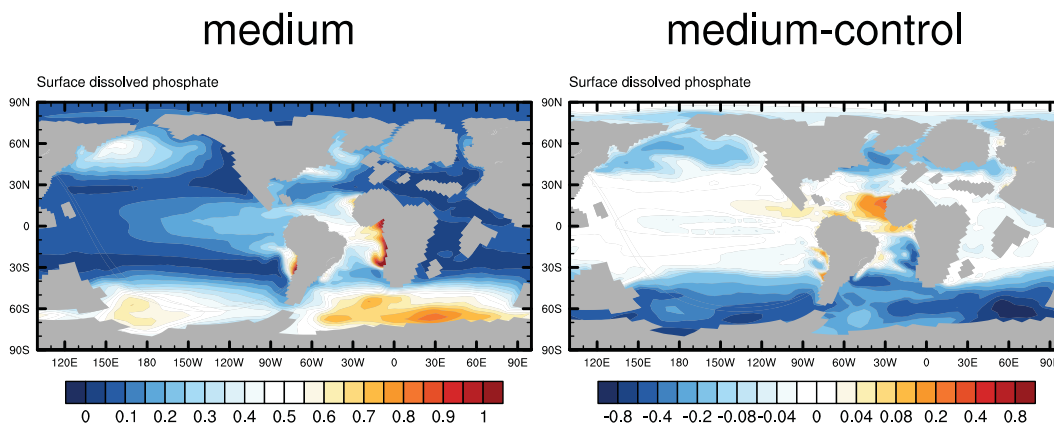 medium
medium-control
Surface dissolved phosphate
Surface dissolved phosphate
90N
60N
30N
0
30S
60S
90S
120E 150E 180 150W 120W 90W 60W 30W 0 30E 60E 90E
0 0.1 0.2 0.3 0.4 0.5 0.6 0.7 0.8 0.9 1
90N
60N
30N
0
30S
60S
90S
120E 150E 180 150W 120W 90W 60W 30W 0 30E 60E 90E
-0.8 -0.4 -0.2 -0.08 -0.04 0 0.04 0.08 0.2 0.4 0.8